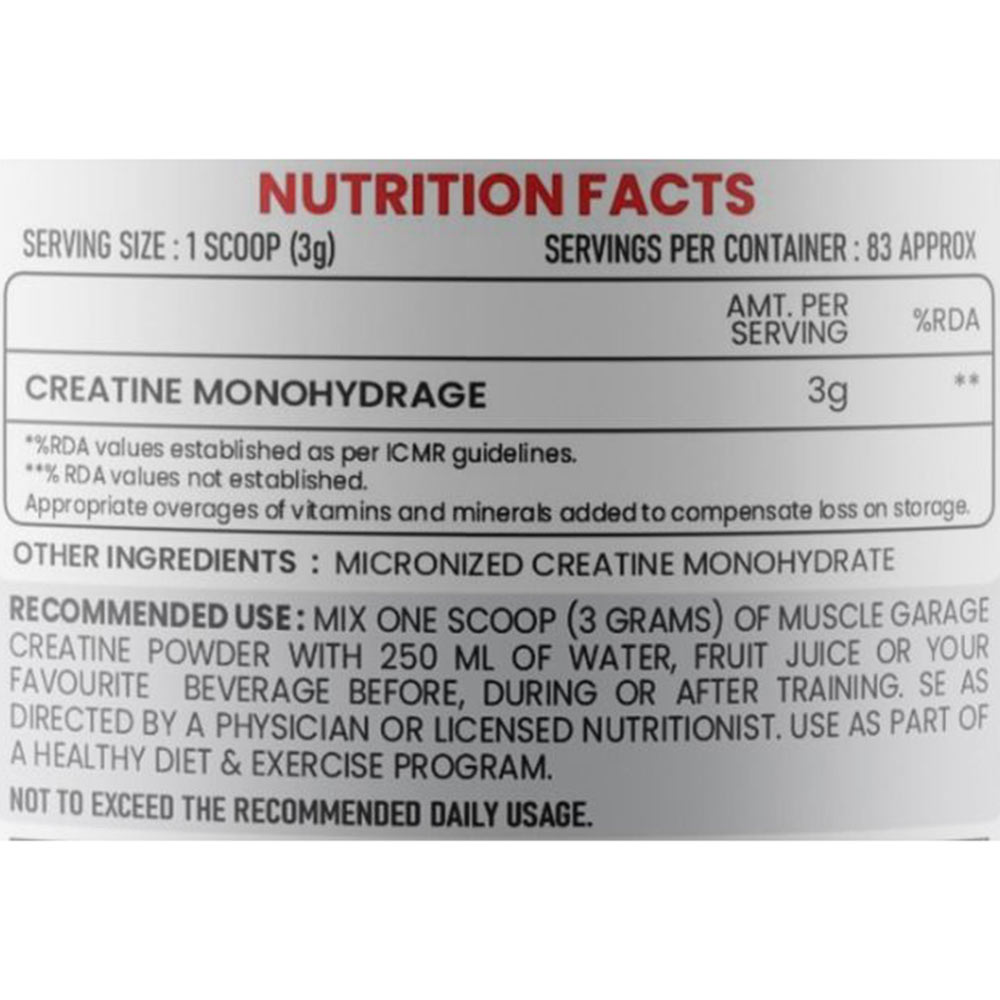 NUTRITION FACTS
SERVING SIZE : 1 SCOOP (3g) SERVINGS PER CONTAINER : 83 APPROX
AMT. PER SERVING %RDA
CREATINE MONOHYDRAGE 3g **
*%RDA values established as per ICMR guidelines.
**% RDA values not established.
Appropriate overages of vitamins and minerals added to compensate loss on storage.
OTHER INGREDIENTS : MICRONIZED CREATINE MONOHYDRATE
RECOMMENDED USE : MIX ONE SCOOP (3 GRAMS) OF MUSCLE GARAGE
CREATINE POWDER WITH 250 ML OF WATER, FRUIT JUICE OR YOUR
FAVOURITE BEVERAGE BEFORE, DURING OR AFTER TRAINING. SE AS
DIRECTED BY A PHYSICIAN OR LICENSED NUTRITIONIST. USE AS PART OF
A HEALTHY DIET & EXERCISE PROGRAM.
NOT TO EXCEED THE RECOMMENDED DAILY USAGE.